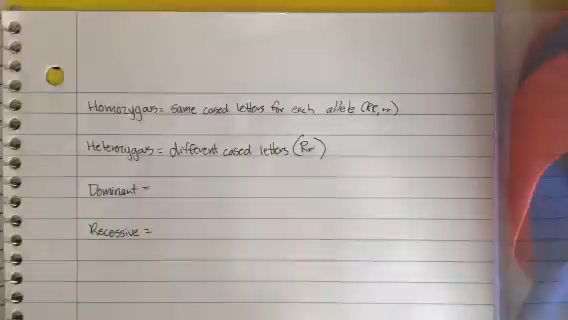 Homozygous = same cased letters for each allele (RR, rr)
Heterozygous = different cased letters (Rr)
Dominant =
Recessive =